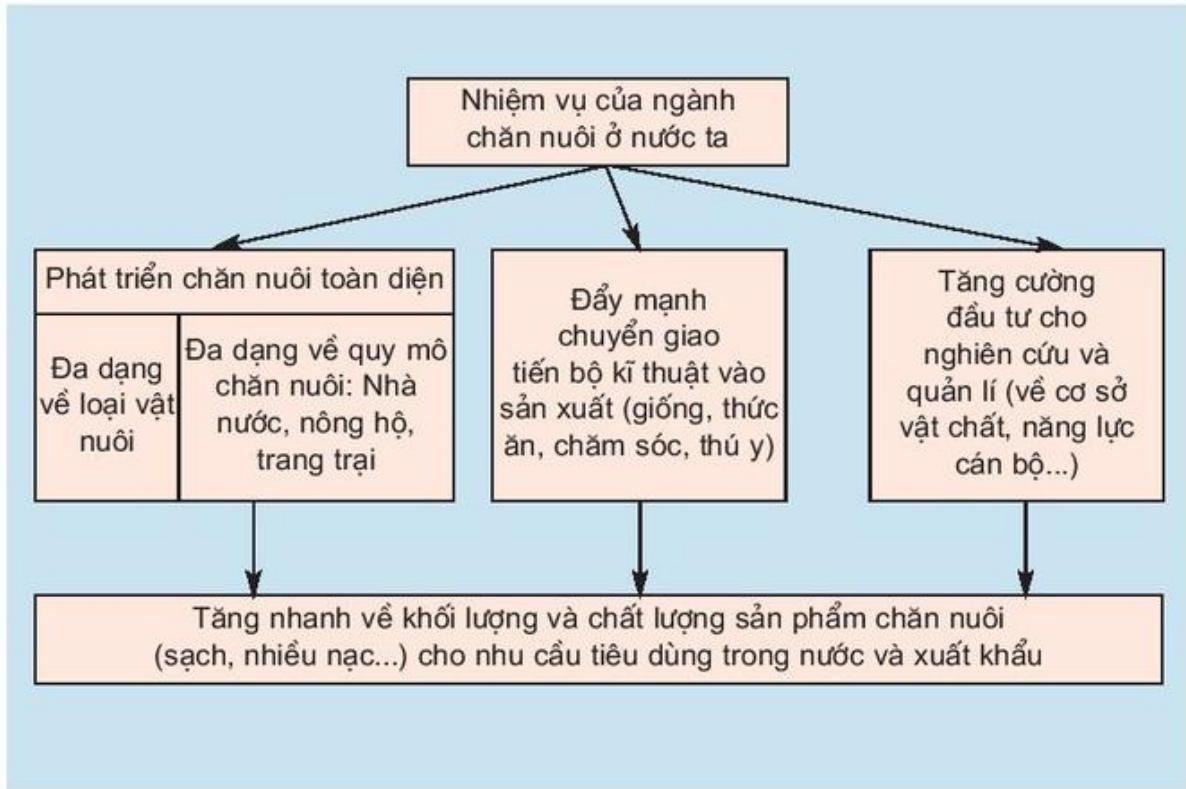 Nhiệm vụ của ngành
chăn nuôi ở nước ta
Phát triển chăn nuôi toàn diện
Đa dạng
về loại vật
nuôi
Đa dạng về quy mô
chăn nuôi: Nhà
nước, nông hộ,
trang trại
Đẩy mạnh
chuyển giao
tiến bộ kĩ thuật vào
sản xuất (giống, thức
ăn, chăm sóc, thú y)
Tăng cường
đầu tư cho
nghiên cứu và
quản lí (về cơ sở
vật chất, năng lực
cán bộ...)
Tăng nhanh về khối lượng và chất lượng sản phẩm chăn nuôi
(sạch, nhiều nạc...) cho nhu cầu tiêu dùng trong nước và xuất khẩu